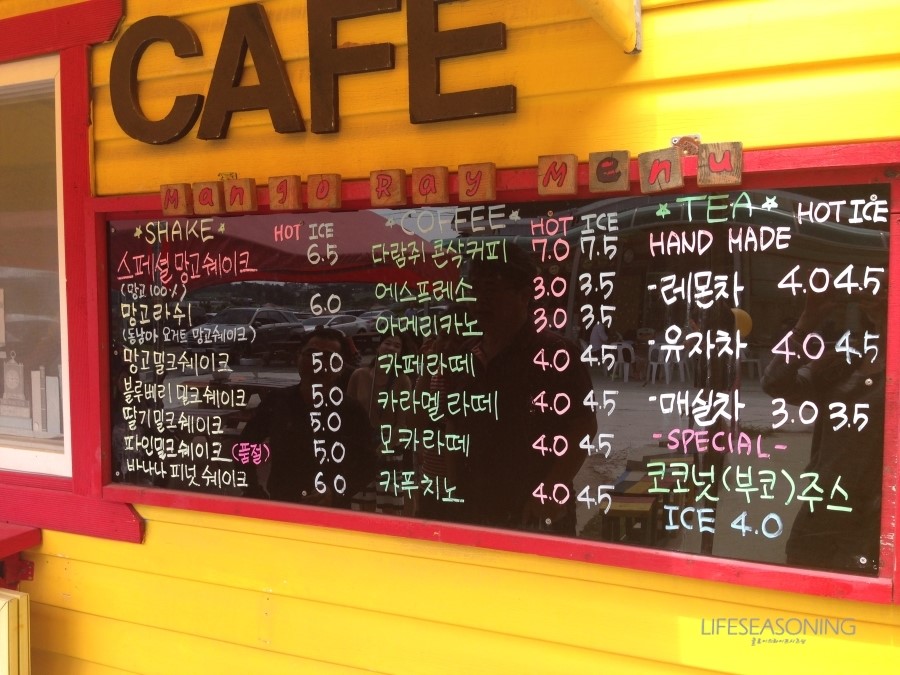 CAFE
Mango Ray Menu
*SHAKE* HOT ICE
스페셜 망고쉐이크 6.5
(망고 100%)
망고라쉬 6.0
(동남아 요거트 망고쉐이크)
망고밀크쉐이크 5.0
블루베리 밀크쉐이크 5.0
딸기밀크쉐이크 5.0
파인밀크쉐이크 (품절) 5.0
바나나 피넛 쉐이크 6.0
*COFFEE* HOT ICE
다람쥐 콘삭커피 7.0 7.5
에스프레소 3.0 3.5
아메리카노 3.0 3.5
카페라떼 4.0 4.5
카라멜라떼 4.0 4.5
모카라떼 4.0 4.5
카푸치노 4.0 4.5
*TEA* HOT ICE
HAND MADE
-레몬차 4.0 4.5
-유자차 4.0 4.5
-매실차 3.0 3.5
-SPECIAL-
코코넛(부코)주스
ICE 4.0
LIFESEASONING